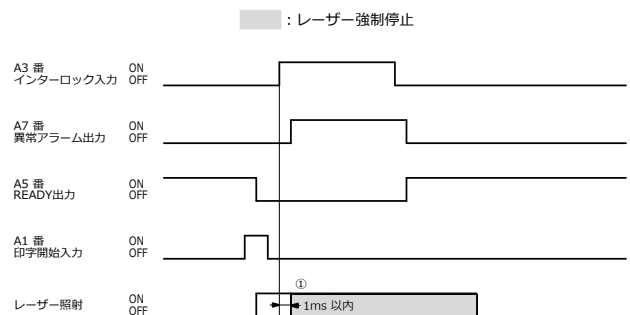 ：レーザー強制停止
A3 番 ON
インターロック入力 OFF
A7 番 ON
異常アラーム出力 OFF
A5 番 ON
READY出力 OFF
A1 番 ON
印字開始入力 OFF
①
レーザー照射 ON
OFF
1ms 以内